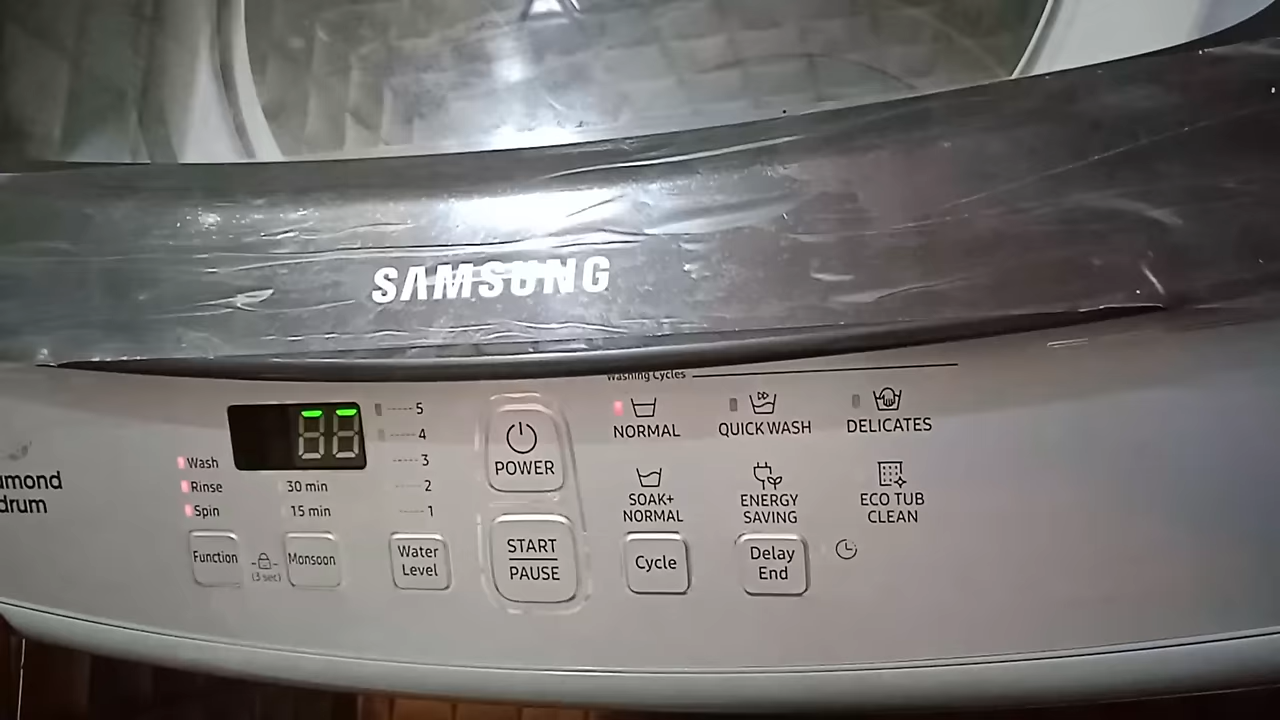 SAMSUNG
Washing Cycles
5
4
3
2
1
Wash
Rinse
Spin
30 min
15 min
POWER
START
PAUSE
NORMAL
QUICK WASH
DELICATES
SOAK+
NORMAL
ENERGY
SAVING
ECO TUB
CLEAN
amond
drum
Function
(3 sec)
Monsoon
Water
Level
Cycle
Delay
End